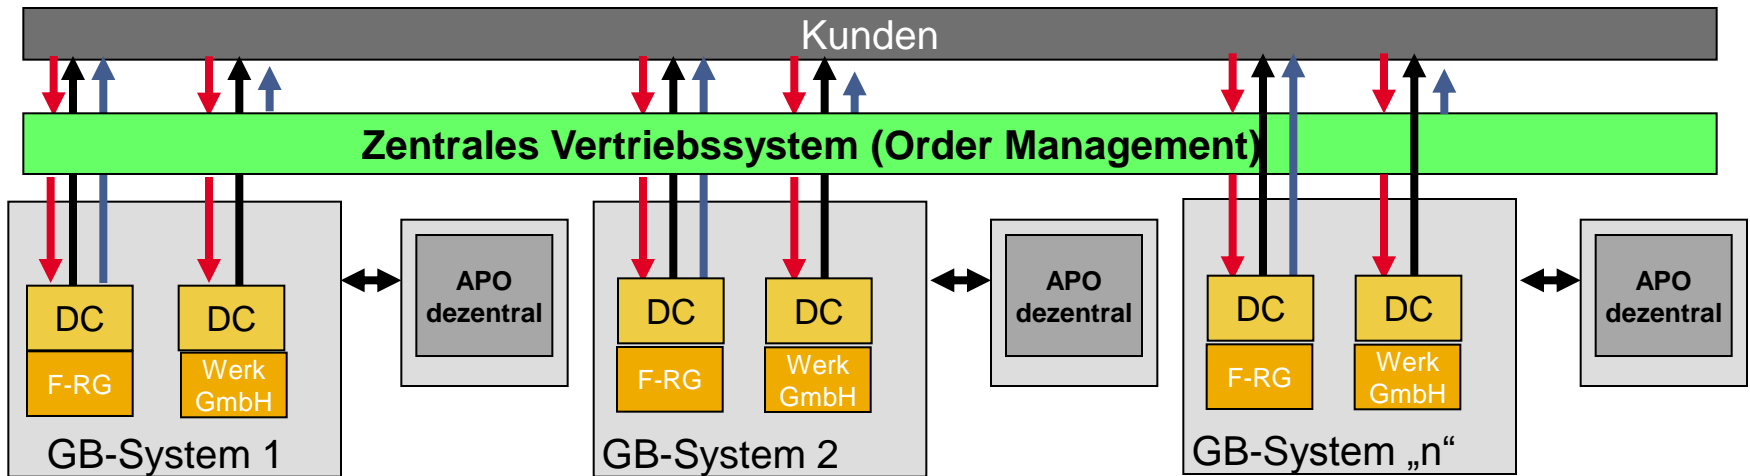 Kunden
Zentrales Vertriebssystem (Order Management)
DC
F-RG
DC
Werk
GmbH
GB-System 1
APO
dezentral
DC
F-RG
DC
Werk
GmbH
GB-System 2
APO
dezentral
DC
F-RG
DC
Werk
GmbH
GB-System „n“
APO
dezentral